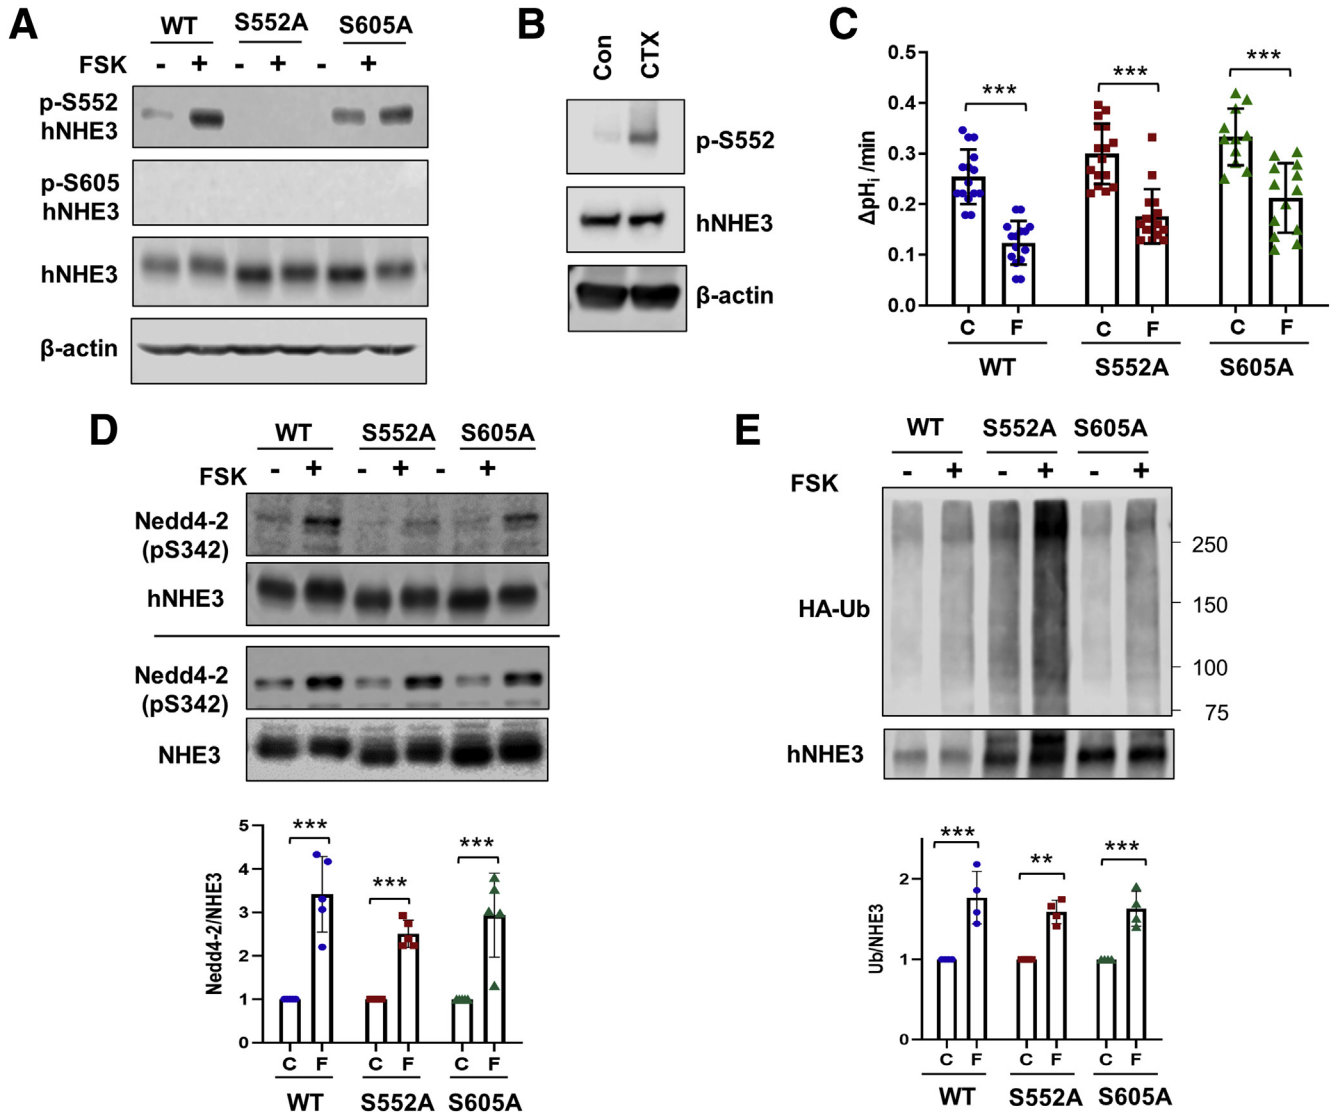 A
WT S552A S605A
FSK - + - + - +
p-S552
hNHE3
p-S605
hNHE3
hNHE3
β-actin
B
Con CTX
p-S552
hNHE3
β-actin
C
0.5
0.4
0.3
0.2
0.1
0.0
ΔpHi /min
*** *** ***
C F C F C F
WT S552A S605A
D
WT S552A S605A
FSK - + - + - +
Nedd4-2
(pS342)
hNHE3
Nedd4-2
(pS342)
NHE3
5
4
3
2
1
0
Nedd4-2/NHE3
*** *** ***
C F C F C F
WT S552A S605A
E
WT S552A S605A
FSK - + - + - +
HA-Ub
250
150
100
75
hNHE3
2
1
0
Ub/NHE3
*** ** ***
C F C F C F
WT S552A S605A